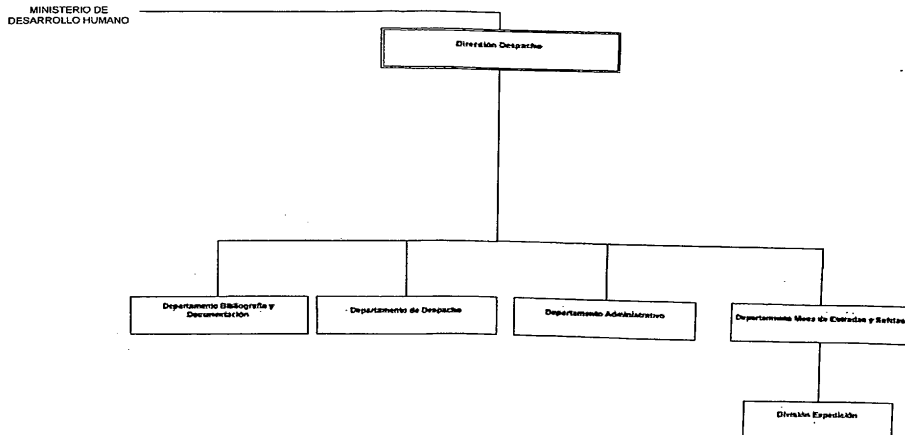 MINISTERIO DE
DESARROLLO HUMANO
Dirección Despacho
Departamento Bibliografía y
Documentación
Departamento de Despacho
Departamento Administrativo
Departamento Mesa de Entradas y Salidas
División Expedición